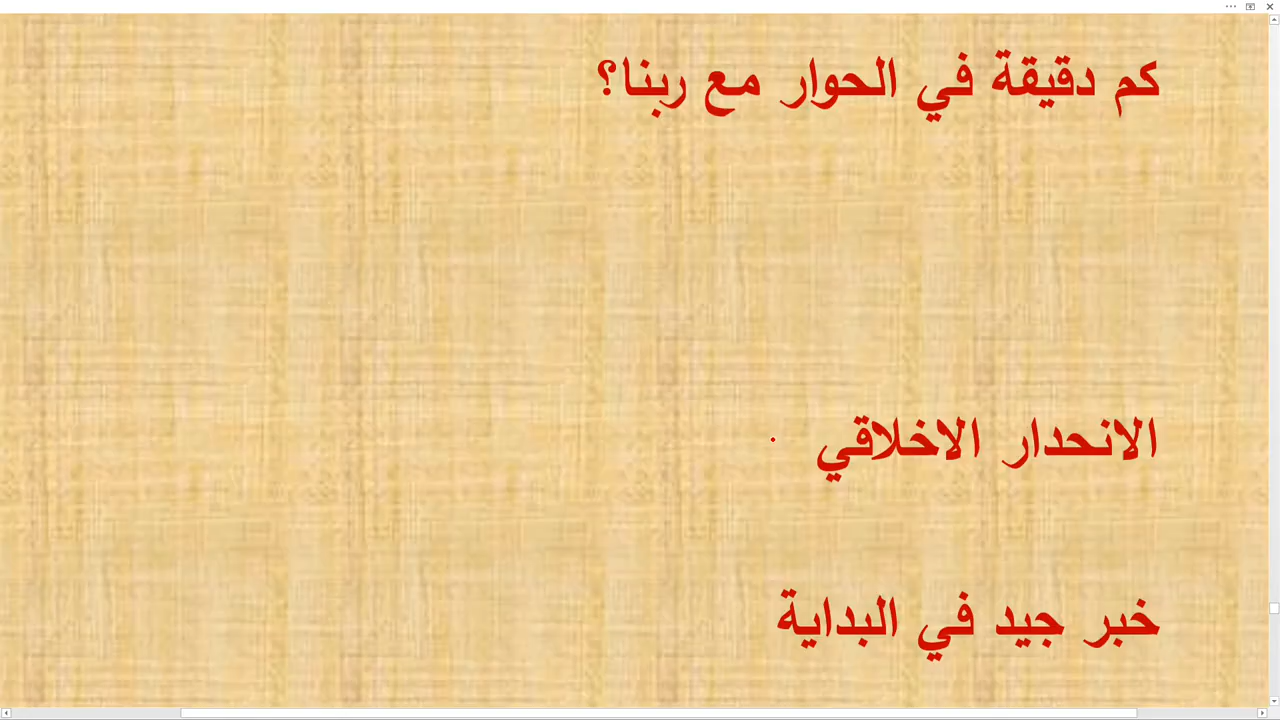 كم دقيقة في الحوار مع ربنا؟
الانحدار الاخلاقي
خبر جيد في البداية